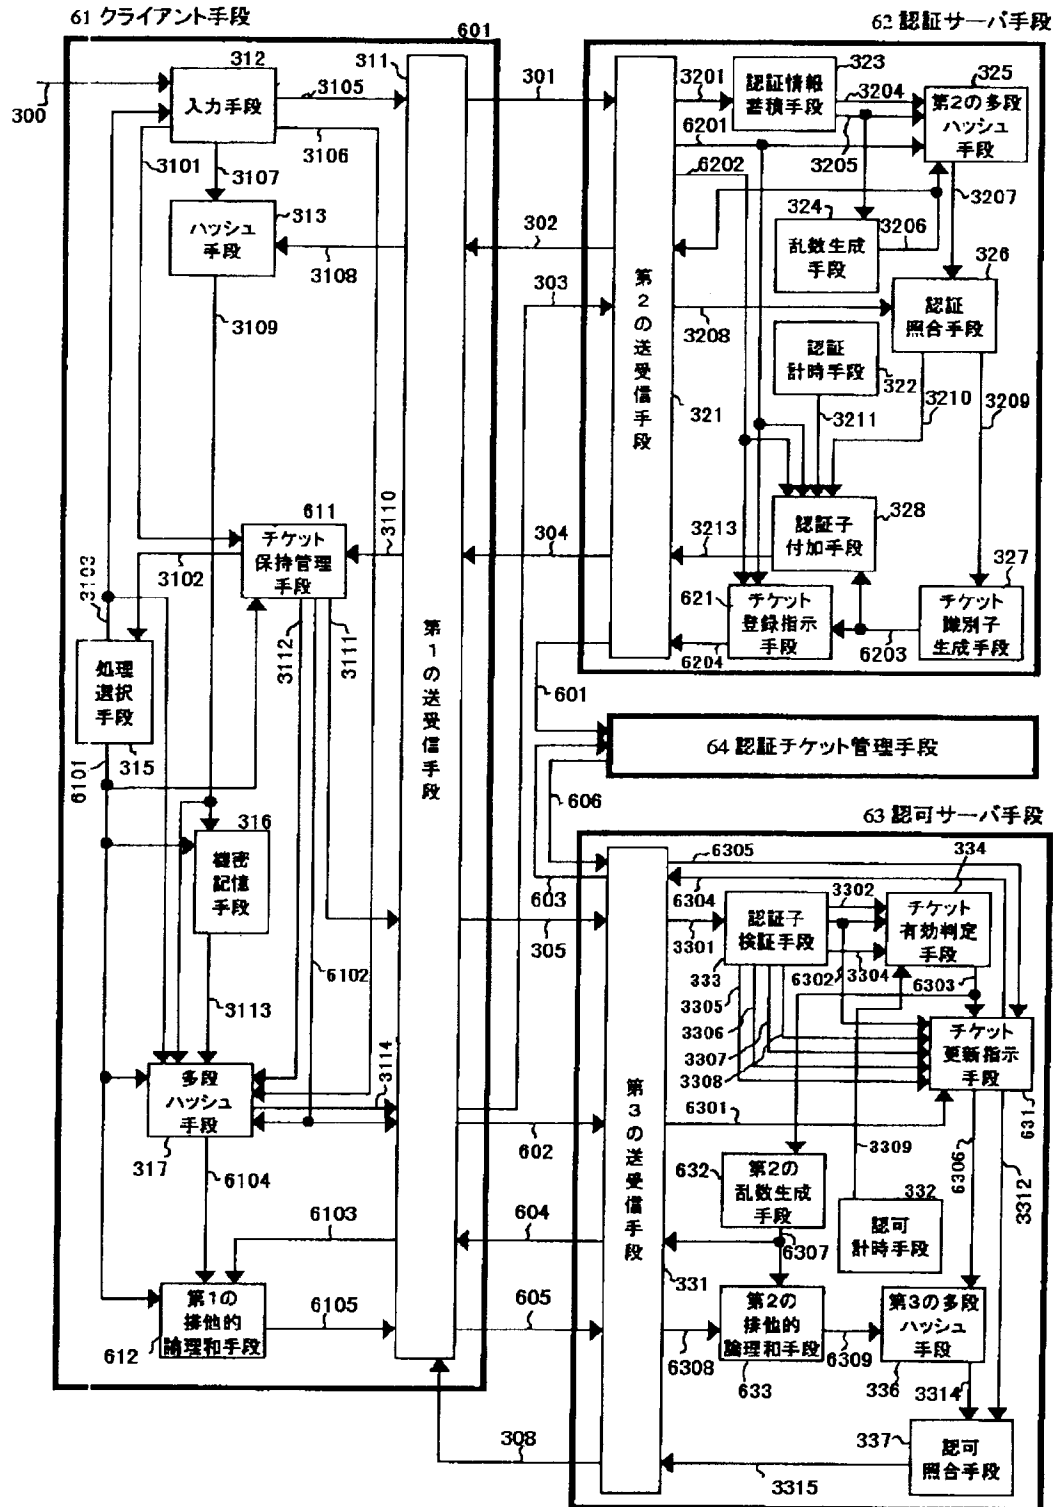 61 クライアント手段
601
62 認証サーバ手段
300
312
入力手段
3105
311
301
3201
323
認証情報
蓄積手段
3204
3205
325
第2の多段
ハッシュ
手段
3101
3106
3107
6201
6202
3207
313
ハッシュ
手段
3108
302
324
乱数生成
手段
3206
326
認証
照合手段
303
3208
3109
認証
計時手段
322
3211
3210
3209
第2の送受信手段
321
611
チケット
保持管理
手段
3110
304
3213
認証子
付加手段
328
3103
3102
3112
3111
621
チケット
登録指示
手段
6204
6203
327
チケット
識別子
生成手段
処理
選択
手段
315
6101
第1の送受信手段
601
64 認証チケット管理手段
606
603
63 認可サーバ手段
316
機密
記憶
手段
6102
3113
305
6305
6304
3301
認証子
検証手段
333
3302
334
チケット
有効判定
手段
6302
3304
6303
3305
3306
3307
3308
チケット
更新指示
手段
631
第3の送受信手段
6301
3309
6306
3312
多段
ハッシュ
手段
317
3114
6104
602
632
第2の
乱数生成
手段
6307
332
認可
計時手段
6103
604
331
第1の
排他的
論理和手段
612
6105
605
6308
第2の
排他的
論理和手段
633
6309
第3の多段
ハッシュ
手段
336
3314
308
337
認可
照合手段
3315